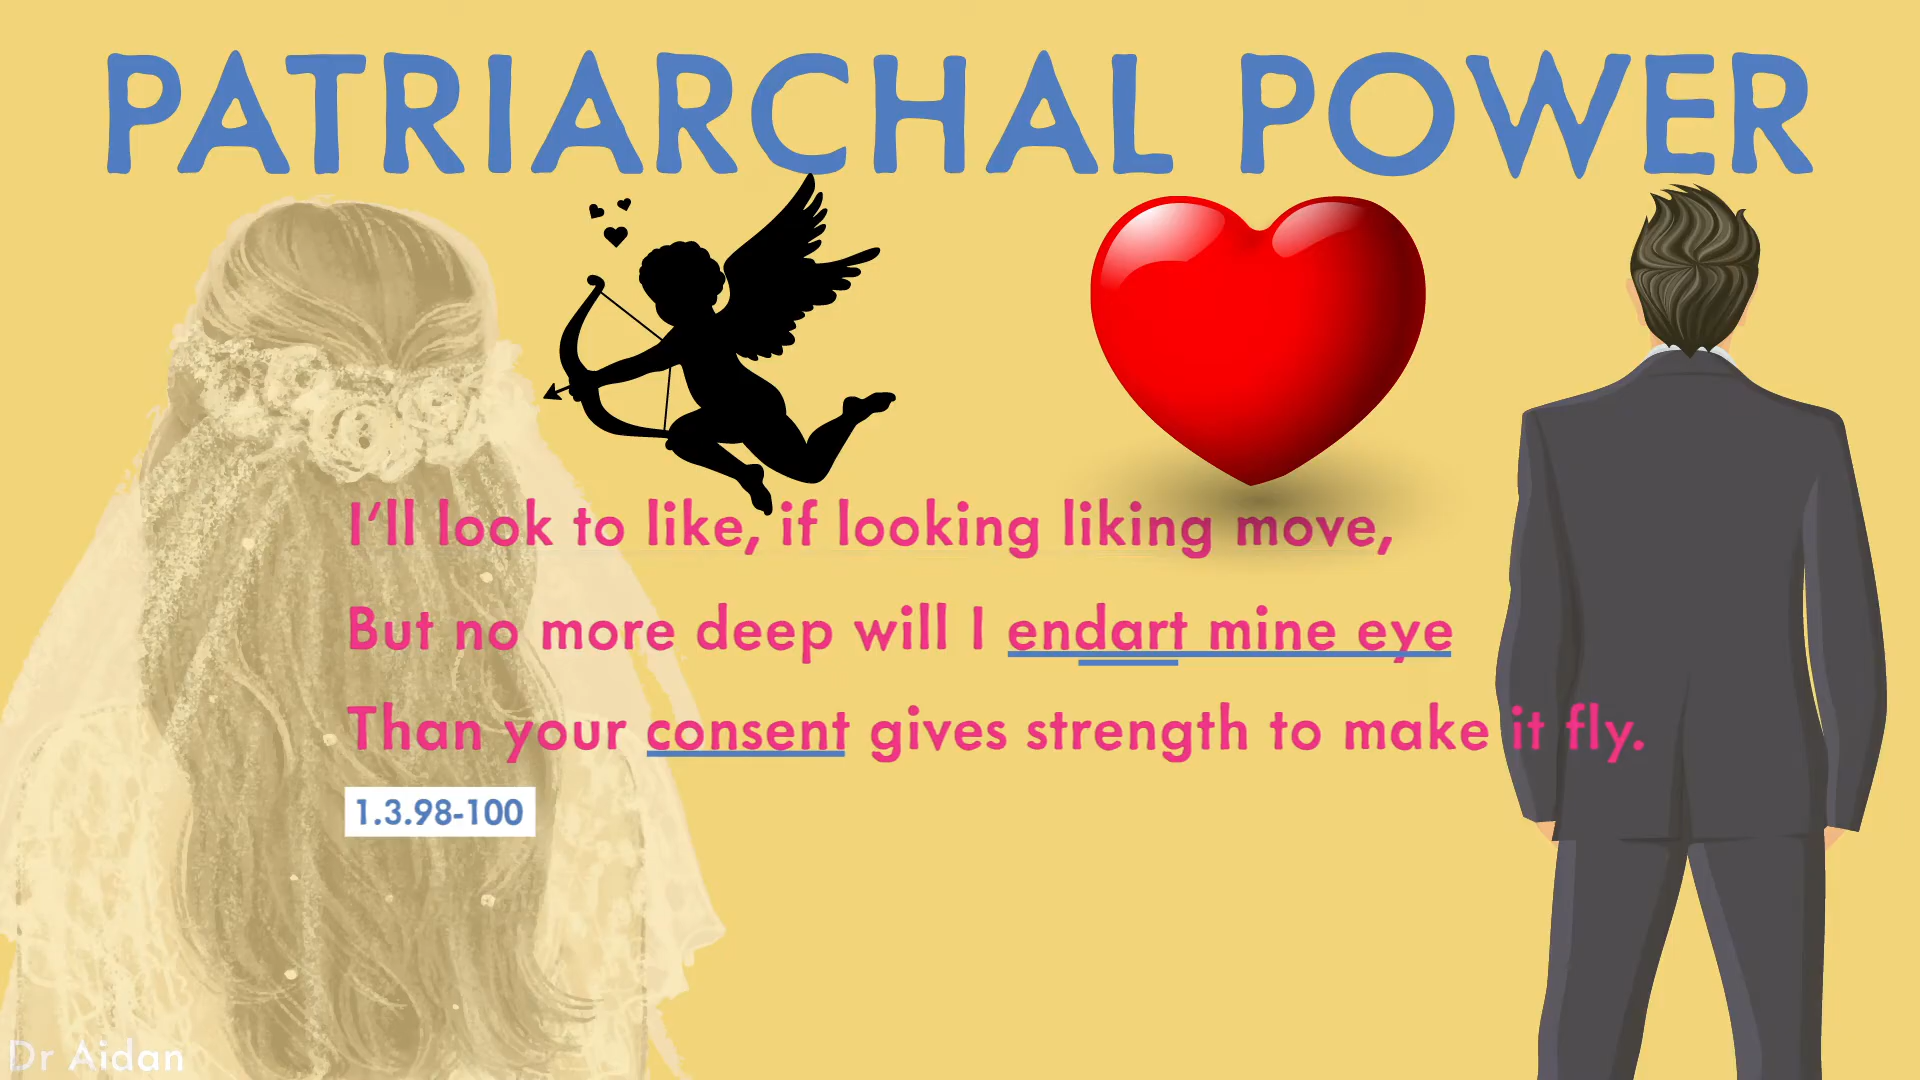 PATRIARCHAL POWER
I'll look to like, if looking liking move,
But no more deep will I endart mine eye
Than your consent gives strength to make it fly.
1.3.98-100
Dr Aidan